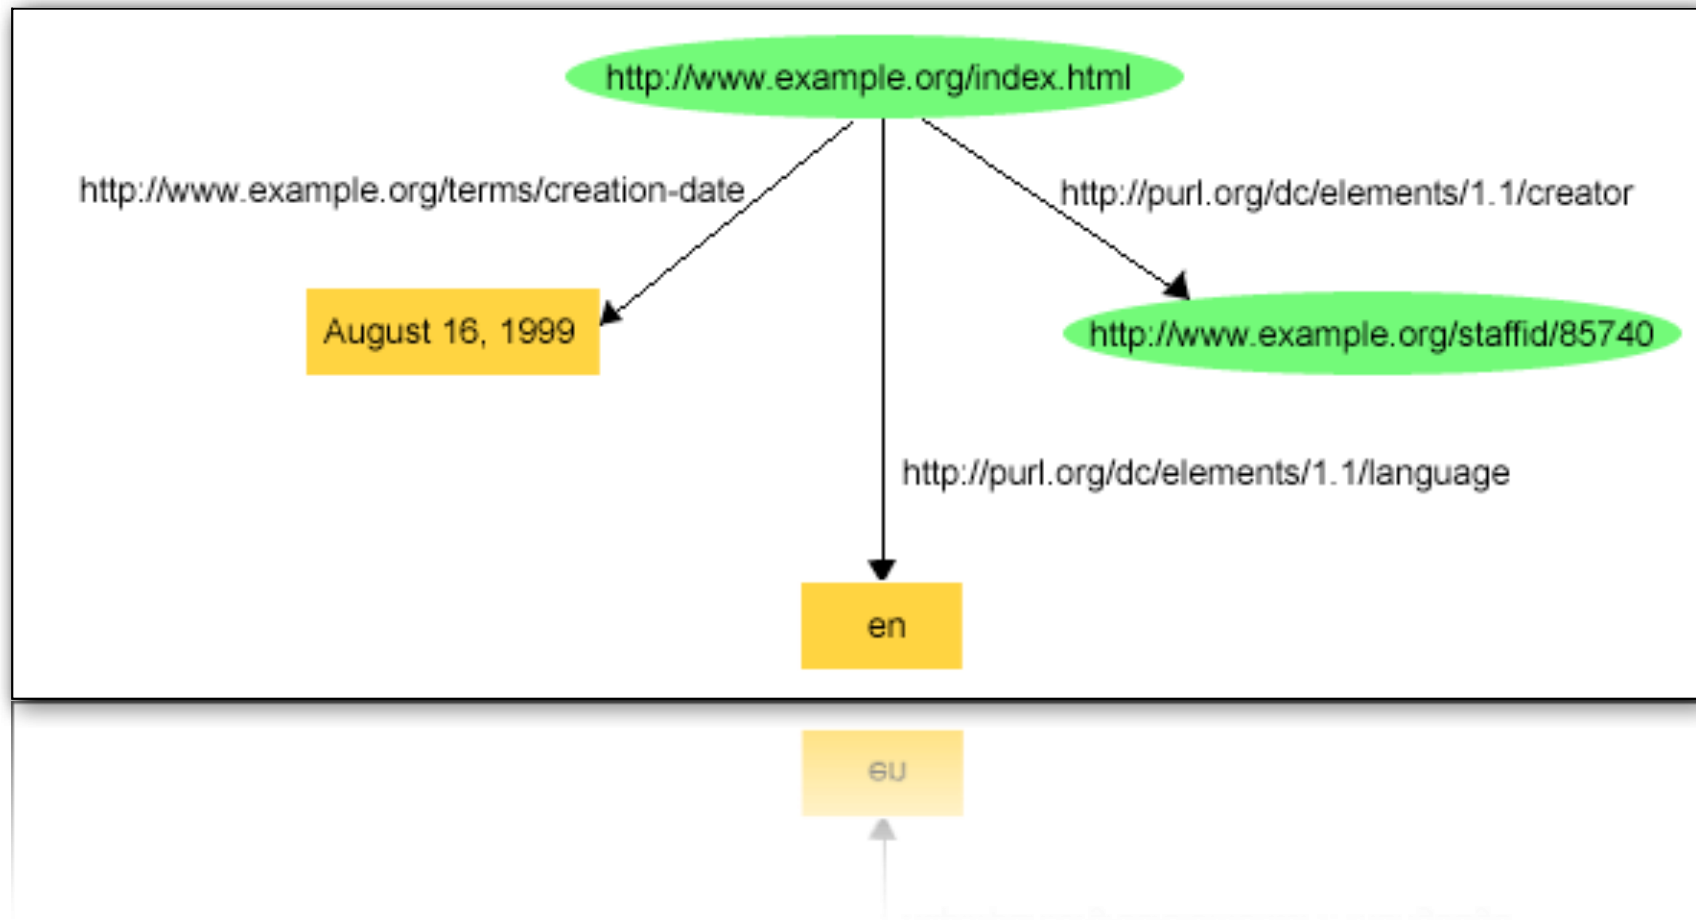 http://www.example.org/index.html
http://www.example.org/terms/creation-date
http://purl.org/dc/elements/1.1/creator
August 16, 1999
http://www.example.org/staffid/85740
http://purl.org/dc/elements/1.1/language
en